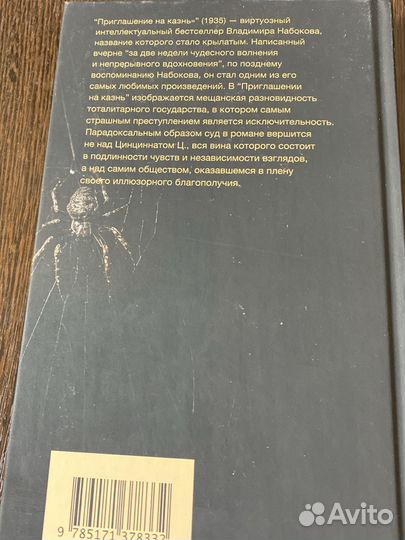 "Приглашение на казнь" (1935) — виртуозный
интеллектуальный бестселлер Владимира Набокова,
название которого стало крылатым. Написанный
вчерне "за две недели чудесного волнения
и непрерывного вдохновения", по позднему
воспоминанию Набокова, он стал одним из его
самых любимых произведений. В "Приглашении
на казнь" изображается мещанская разновидность
тоталитарного государства, в котором самым
страшным преступлением является исключительность.
Парадоксальным образом суд в романе вершится
не над Цинциннатом Ц., вся вина которого состоит
в подлинности чувств и независимости взглядов,
а над самим обществом, оказавшемся в плену
своего иллюзорного благополучия.
9 785171 378332
Avito